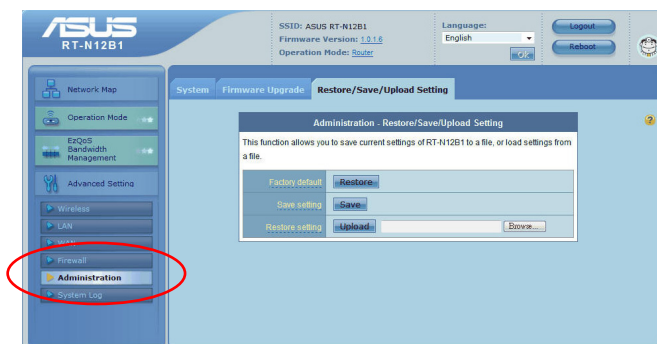 ASUS
RT-N12B1
SSID: ASUS RT-N12B1
Firmware Version: 1.0.1.6
Operation Mode: Router
Language:
English
OK
Logout
Reboot
Network Map
Operation Mode
EzQoS
Bandwidth
Management
Advanced Setting
Wireless
LAN
WAN
Firewall
Administration
System Log
System
Firmware Upgrade
Restore/Save/Upload Setting
Administration - Restore/Save/Upload Setting
This function allows you to save current settings of RT-N12B1 to a file, or load settings from
a file.
Factory default
Restore
Save setting
Save
Restore setting
Upload
Browse...
?